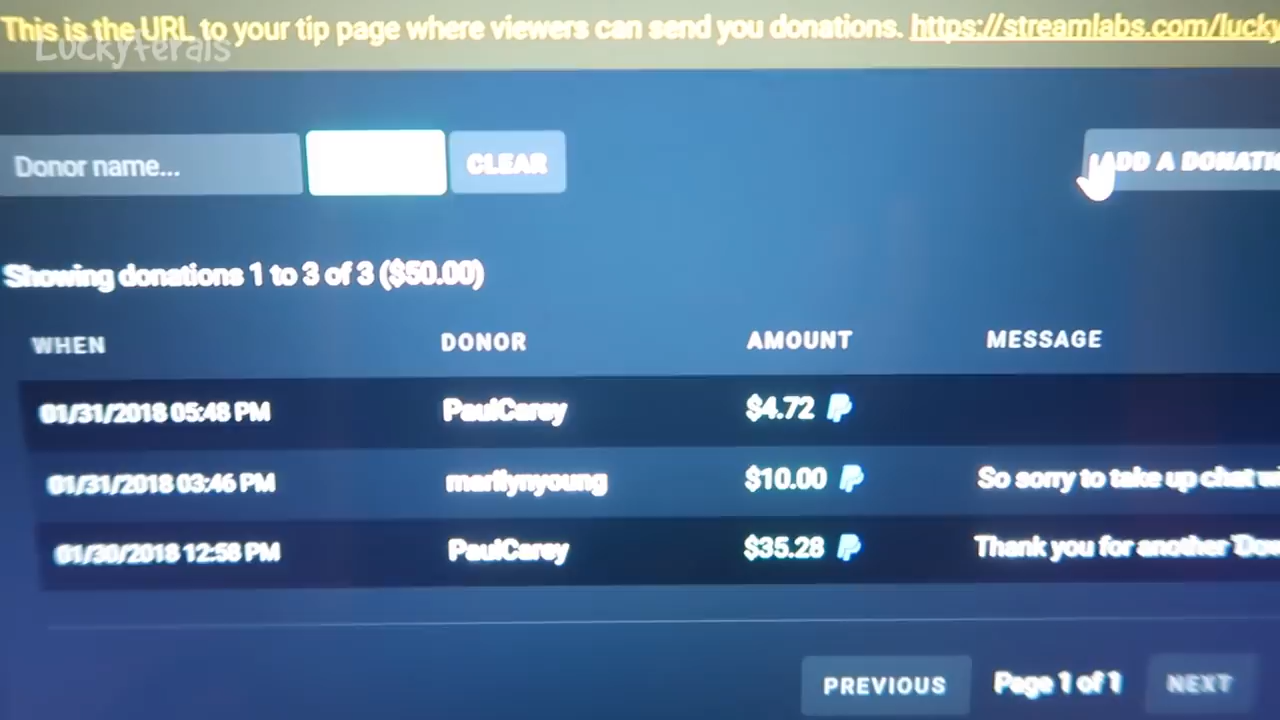 This is the URL to your tip page where viewers can send you donations. https://streamlabs.com/lucky
Luckyferals
Donor name...
CLEAR
ADD A DONATI
Showing donations 1 to 3 of 3 ($50.00)
WHEN DONOR AMOUNT MESSAGE
01/31/2018 05:48 PM PaulCarey $4.72
01/31/2018 03:46 PM marilynyoung $10.00 So sorry to take up chat wi
01/30/2018 12:58 PM PaulCarey $35.28 Thank you for another 'Dow
PREVIOUS Page 1 of 1 NEXT